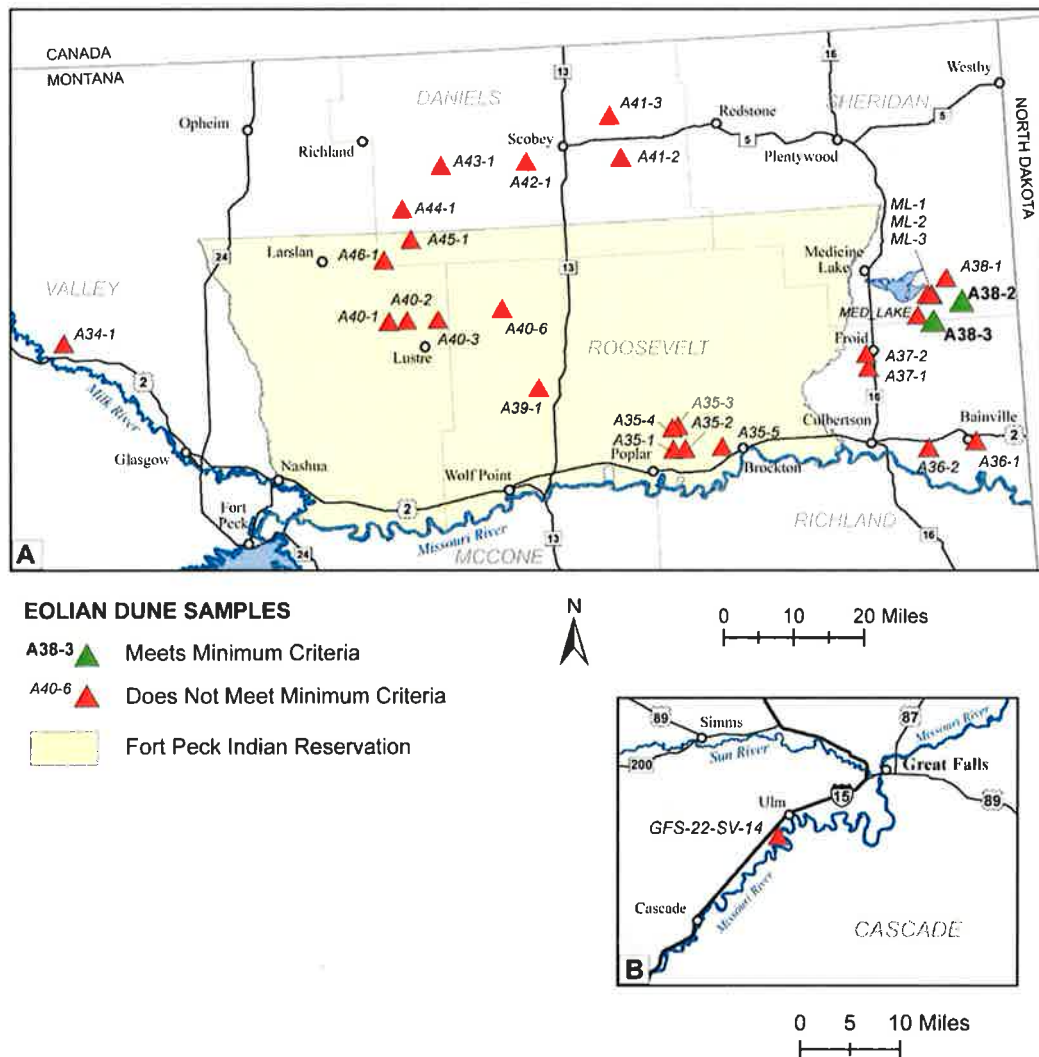 CANADA
MONTANA
NORTH DAKOTA
DANIELS
SHERIDAN
VALLEY
ROOSEVELT
RICHLAND
MCCONE
13
16
Westby
Opheim
Richland
Scobey
Redstone
5
5
Plentywood
A41-3
A41-2
A43-1
A42-1
A44-1
A45-1
A46-1
Larslan
24
13
ML-1
ML-2
ML-3
Medicine
Lake
A38-1
A38-2
MED_LAKE
A38-3
A40-2
A40-1
A40-3
A40-6
Lustre
A34-1
2
Milk River
Froid
A37-2
A37-1
16
A39-1
A35-3
A35-4
A35-2
A35-1
A35-5
Poplar
Brockton
Culbertson
Bainville
2
A36-2
A36-1
Glasgow
Nashua
Wolf Point
Fort
Peck
2
Missouri River
24
13
16
A
EOLIAN DUNE SAMPLES
A38-3 Meets Minimum Criteria
A40-6 Does Not Meet Minimum Criteria
Fort Peck Indian Reservation
N
0 10 20 Miles
89
Simms
87
Missouri River
Sun River
200
Great Falls
15
89
Ulm
GFS-22-SV-14
Missouri River
Cascade
CASCADE
B
0 5 10 Miles